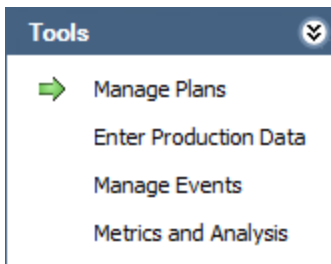 Tools
Manage Plans
Enter Production Data
Manage Events
Metrics and Analysis